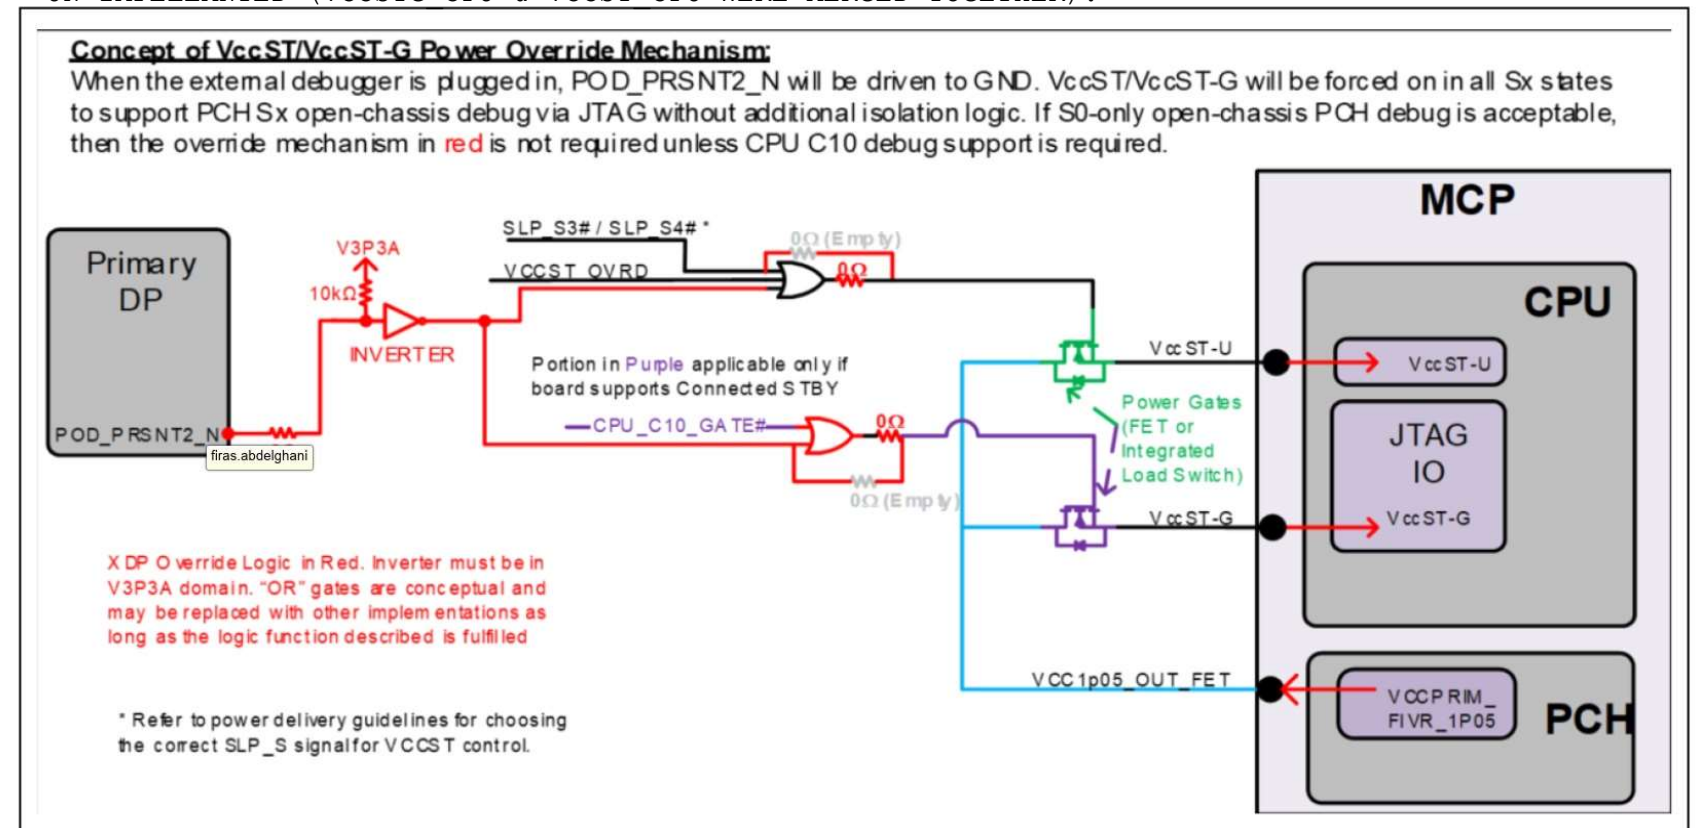 Concept of VccST/VccST-G Power Override Mechanism:
When the external debugger is plugged in, POD_PRSNT2_N will be driven to GND. VccST/VccST-G will be forced on in all Sx states
to support PCH Sx open-chassis debug via JTAG without additional isolation logic. If S0-only open-chassis PCH debug is acceptable,
then the override mechanism in red is not required unless CPU C10 debug support is required.
MCP
SLP_S3# / SLP_S4# *
0Ω (Empty)
Primary
DP
V3P3A
VCCST_OVRD
0Ω
CPU
10kΩ
INVERTER
VccST-U
VccST-U
Portion in Purple applicable only if
board supports Connected STBY
Power Gates
(FET or
Integrated
Load Switch)
CPU_C10_GATE#
0Ω
JTAG
IO
POD_PRSNT2_N
firas.abdelghani
0Ω (Empty)
VccST-G
VccST-G
XDP Override Logic in Red. Inverter must be in
V3P3A domain. "OR" gates are conceptual and
may be replaced with other implementations as
long as the logic function described is fulfilled
VCC1p05_OUT_FET
VCCPRIM_
FIVR_1P05
PCH
* Refer to power delivery guidelines for choosing
the correct SLP_S signal for VCCST control.